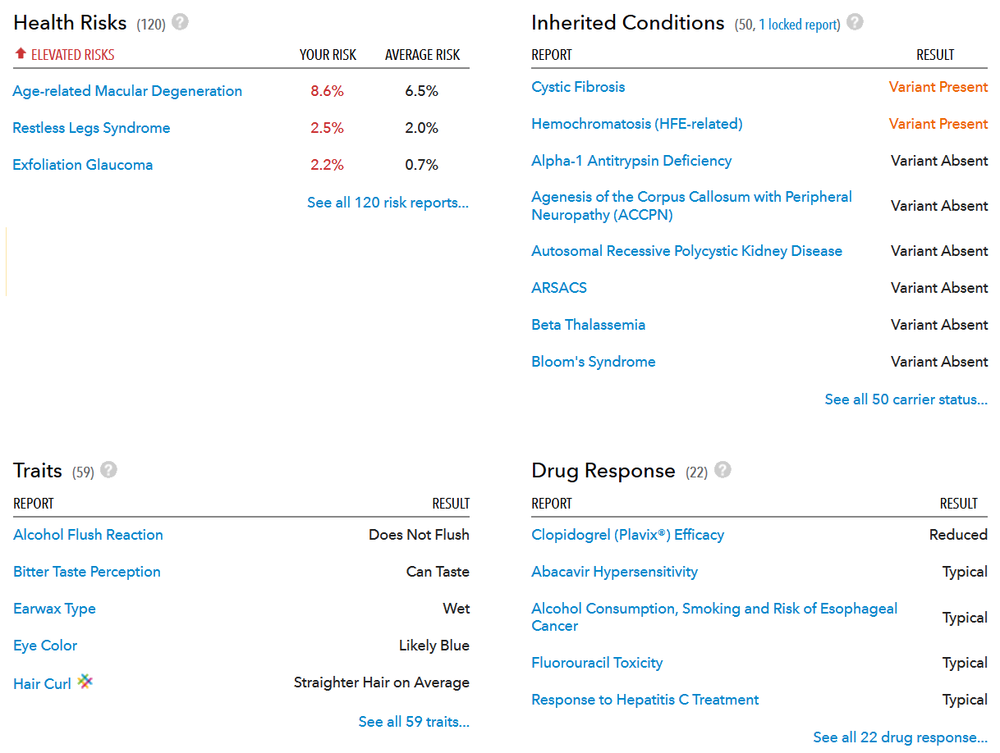 Health Risks (120) ?
ELEVATED RISKS YOUR RISK AVERAGE RISK
Age-related Macular Degeneration 8.6% 6.5%
Restless Legs Syndrome 2.5% 2.0%
Exfoliation Glaucoma 2.2% 0.7%
See all 120 risk reports...
Inherited Conditions (50, 1 locked report) ?
REPORT RESULT
Cystic Fibrosis Variant Present
Hemochromatosis (HFE-related) Variant Present
Alpha-1 Antitrypsin Deficiency Variant Absent
Agenesis of the Corpus Callosum with Peripheral
Neuropathy (ACCPN) Variant Absent
Autosomal Recessive Polycystic Kidney Disease Variant Absent
ARSACS Variant Absent
Beta Thalassemia Variant Absent
Bloom's Syndrome Variant Absent
See all 50 carrier status...
Traits (59) ?
REPORT RESULT
Alcohol Flush Reaction Does Not Flush
Bitter Taste Perception Can Taste
Earwax Type Wet
Eye Color Likely Blue
Hair Curl Straighter Hair on Average
See all 59 traits...
Drug Response (22) ?
REPORT RESULT
Clopidogrel (Plavix®) Efficacy Reduced
Abacavir Hypersensitivity Typical
Alcohol Consumption, Smoking and Risk of Esophageal
Cancer Typical
Fluorouracil Toxicity Typical
Response to Hepatitis C Treatment Typical
See all 22 drug response...